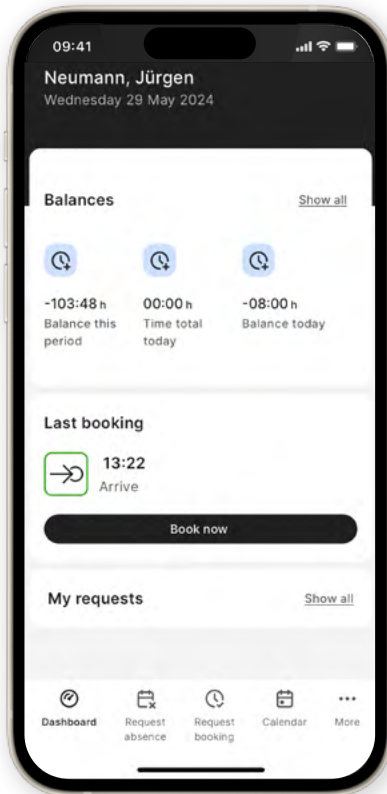 09:41
Neumann, Jürgen
Wednesday 29 May 2024
Balances
Show all
-103:48 h
Balance this
period
00:00 h
Time total
today
-08:00 h
Balance today
Last booking
13:22
Arrive
Book now
My requests
Show all
Dashboard
Request
absence
Request
booking
Calendar
More